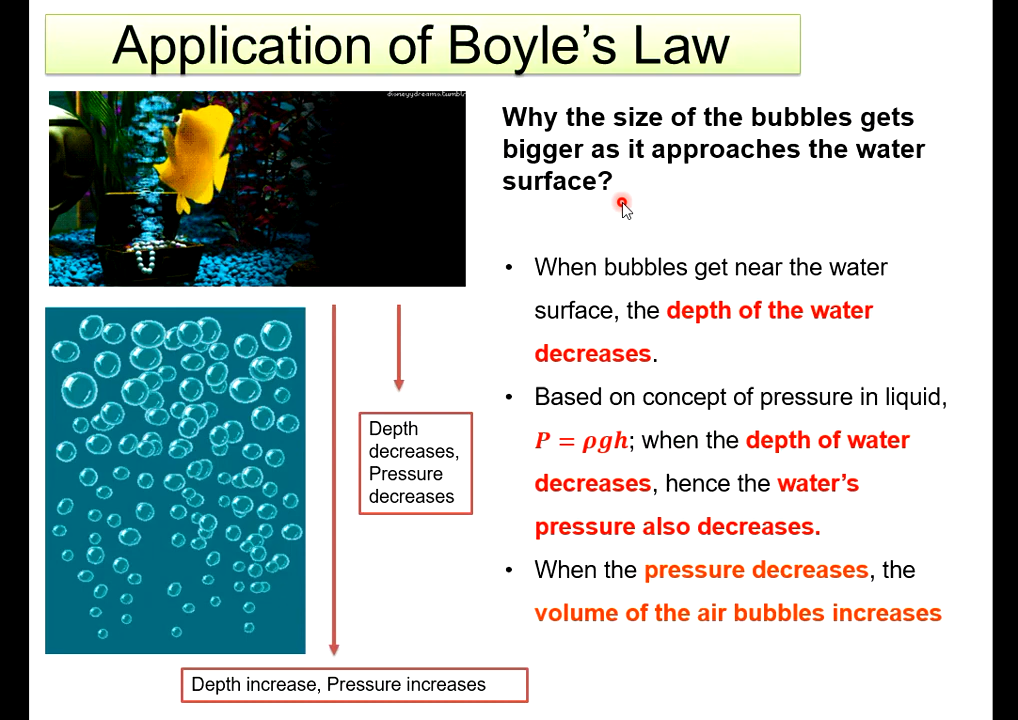 Application of Boyle's Law
disneyydreams.tumblr
Why the size of the bubbles gets
bigger as it approaches the water
surface?
• When bubbles get near the water
surface, the depth of the water
decreases.
• Based on concept of pressure in liquid,
P = ρgh; when the depth of water
decreases, hence the water's
pressure also decreases.
• When the pressure decreases, the
volume of the air bubbles increases
Depth
decreases,
Pressure
decreases
Depth increase, Pressure increases